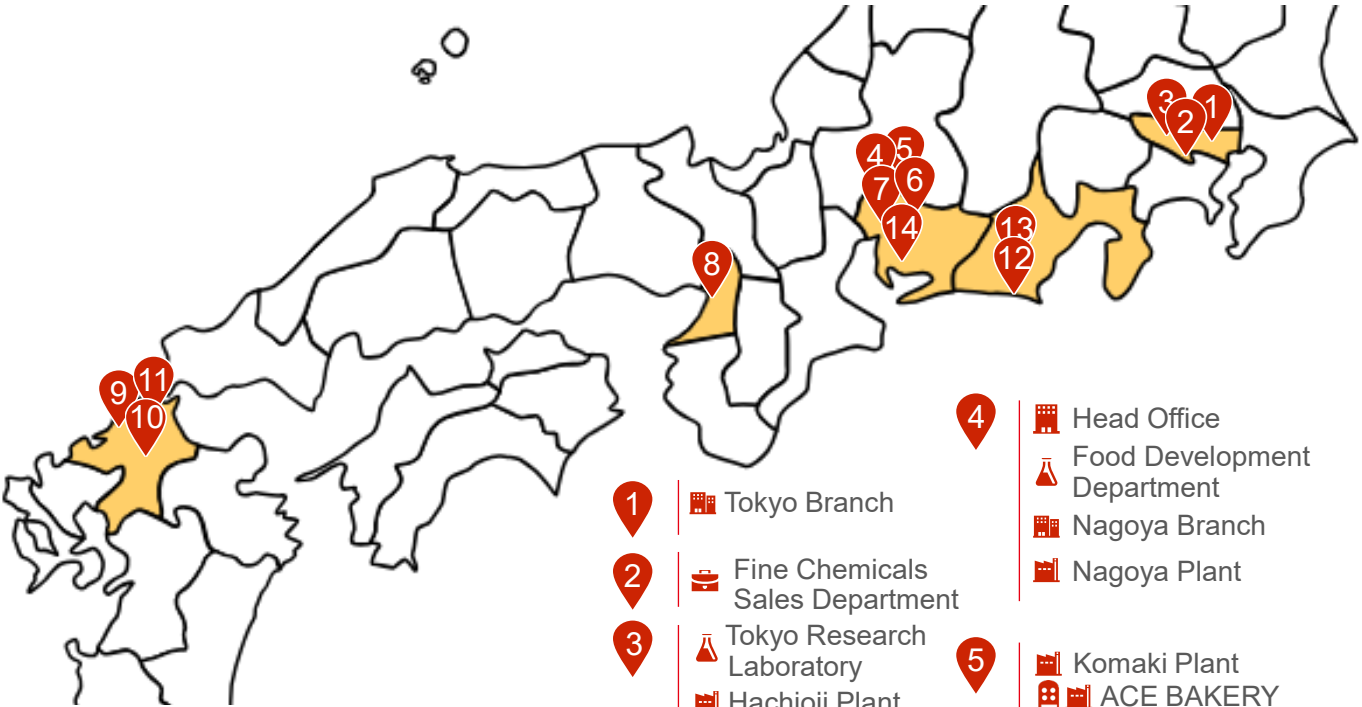 3
1
2
5
4
6
7
14
13
12
8
11
9
10
1
Tokyo Branch
2
Fine Chemicals
Sales Department
3
Tokyo Research
Laboratory
Hachioji Plant
4
Head Office
Food Development
Department
Nagoya Branch
Nagoya Plant
5
Komaki Plant
ACE BAKERY